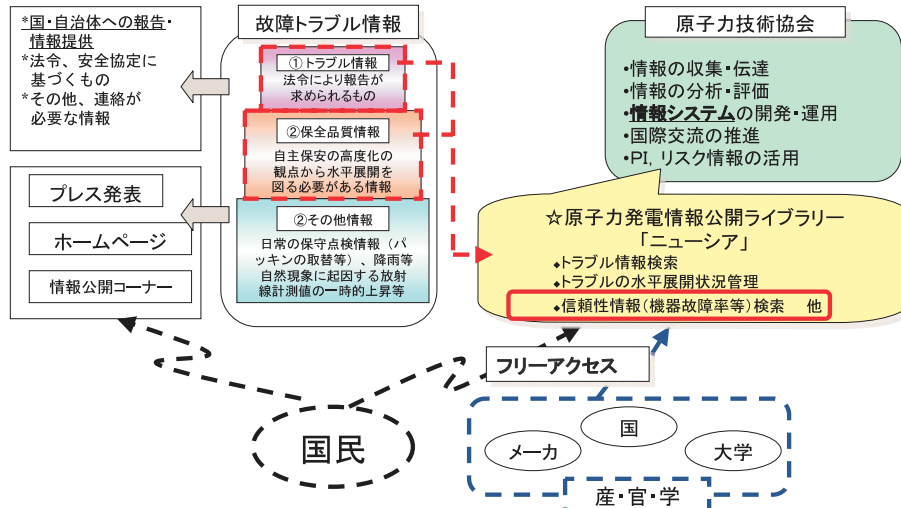 *国・自治体への報告・
情報提供
*法令、安全協定に
基づくもの
*その他、連絡が
必要な情報
プレス発表
ホームページ
情報公開コーナー
故障トラブル情報
①トラブル情報
法令により報告が
求められるもの
②保全品質情報
自主保安の高度化の
観点から水平展開を
図る必要がある情報
②その他情報
日常の保守点検情報（パ
ッキンの取替等）、降雨等
自然現象に起因する放射
線計測値の一時的上昇等
原子力技術協会
・情報の収集・伝達
・情報の分析・評価
・情報システムの開発・運用
・国際交流の推進
・PI, リスク情報の活用
☆原子力発電情報公開ライブラリー
「ニューシア」
◆トラブル情報検索
◆トラブルの水平展開状況管理
◆信頼性情報(機器故障率等)検索　他
フリーアクセス
国民
国
メーカ
大学
産・官・学